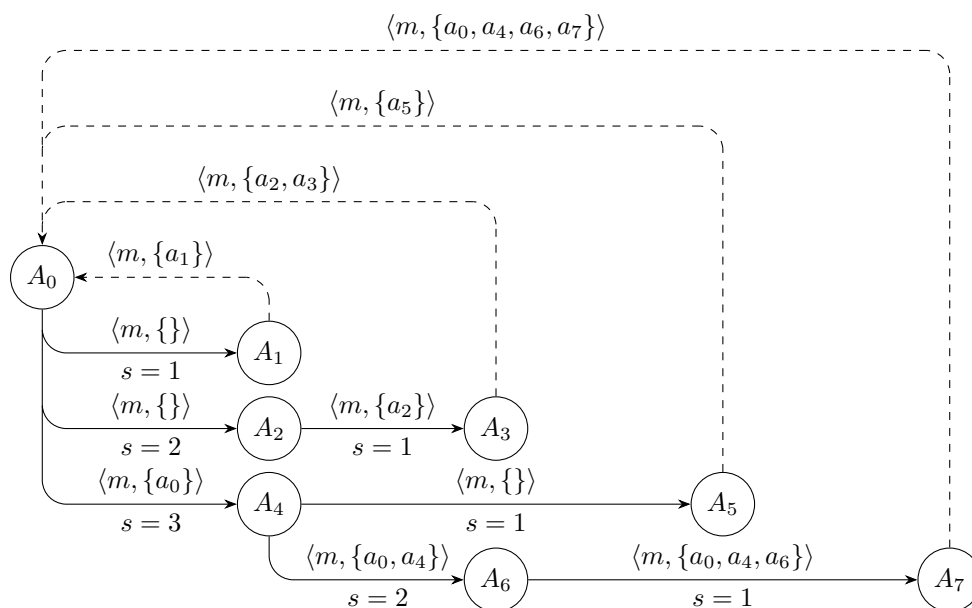 ⟨m, {a₀, a₄, a₆, a₇}⟩
⟨m, {a₅}⟩
⟨m, {a₂, a₃}⟩
⟨m, {a₁}⟩
A₀
⟨m, {}⟩
A₁
s = 1
⟨m, {}⟩
⟨m, {a₂}⟩
A₂
A₃
s = 2
s = 1
⟨m, {a₀}⟩
⟨m, {}⟩
A₄
A₅
s = 3
s = 1
⟨m, {a₀, a₄}⟩
⟨m, {a₀, a₄, a₆}⟩
A₆
A₇
s = 2
s = 1